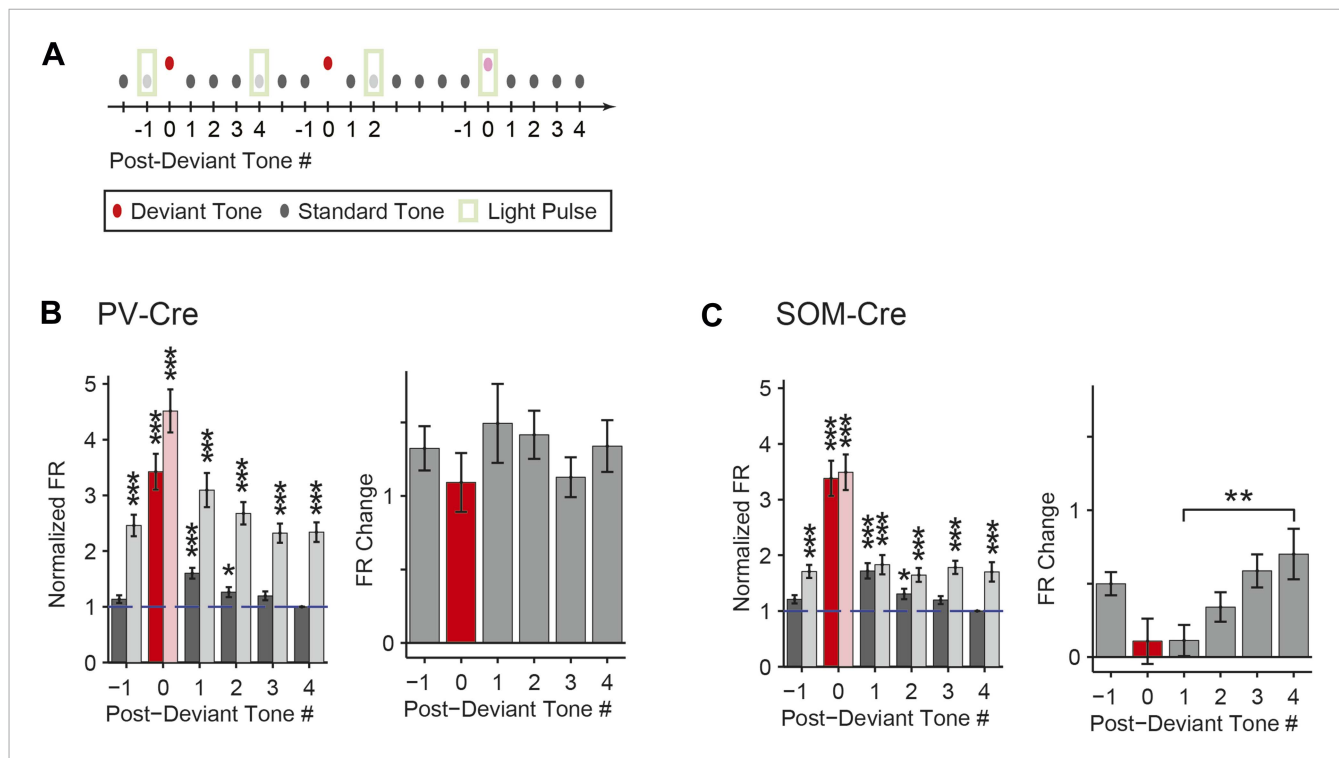 A
-1 0 1 2 3 4 -1 0 1 2 -1 0 1 2 3 4
Post-Deviant Tone #
Deviant Tone Standard Tone Light Pulse
B PV-Cre
***
***
***
***
***
*
***
***
***
Normalized FR
5
4
3
2
1
0
−1 0 1 2 3 4
Post−Deviant Tone #
FR Change
1
0
-1 0 1 2 3 4
Post−Deviant Tone #
C SOM-Cre
***
***
***
***
***
*
***
***
***
Normalized FR
5
4
3
2
1
0
−1 0 1 2 3 4
Post−Deviant Tone #
**
FR Change
1
0
-1 0 1 2 3 4
Post−Deviant Tone #